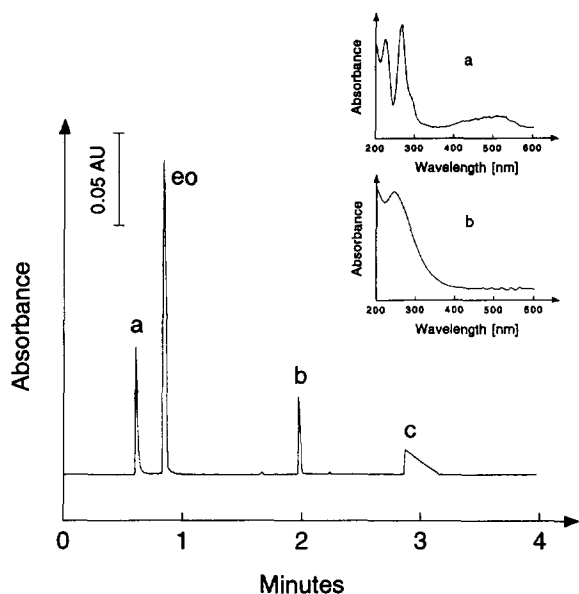 Absorbance
a
200 300 400 500 600
Wavelength [nm]
Absorbance
b
200 300 400 500 600
Wavelength [nm]
0.05 AU
Absorbance
a
eo
b
c
0 1 2 3 4
Minutes